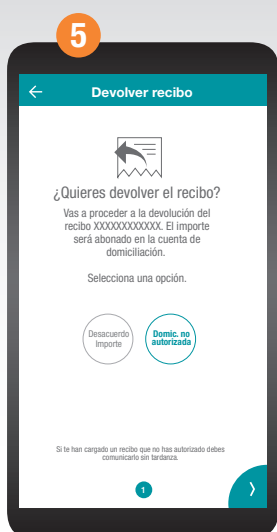 5
Devolver recibo
¿Quieres devolver el recibo?
Vas a proceder a la devolución del
recibo XXXXXXXXXXXX. El importe
será abonado en la cuenta de
domiciliación.
Selecciona una opción.
Desacuerdo
Importe
Domic. no
autorizada
Si te han cargado un recibo que no has autorizado debes
comunicarlo sin tardanza.
1